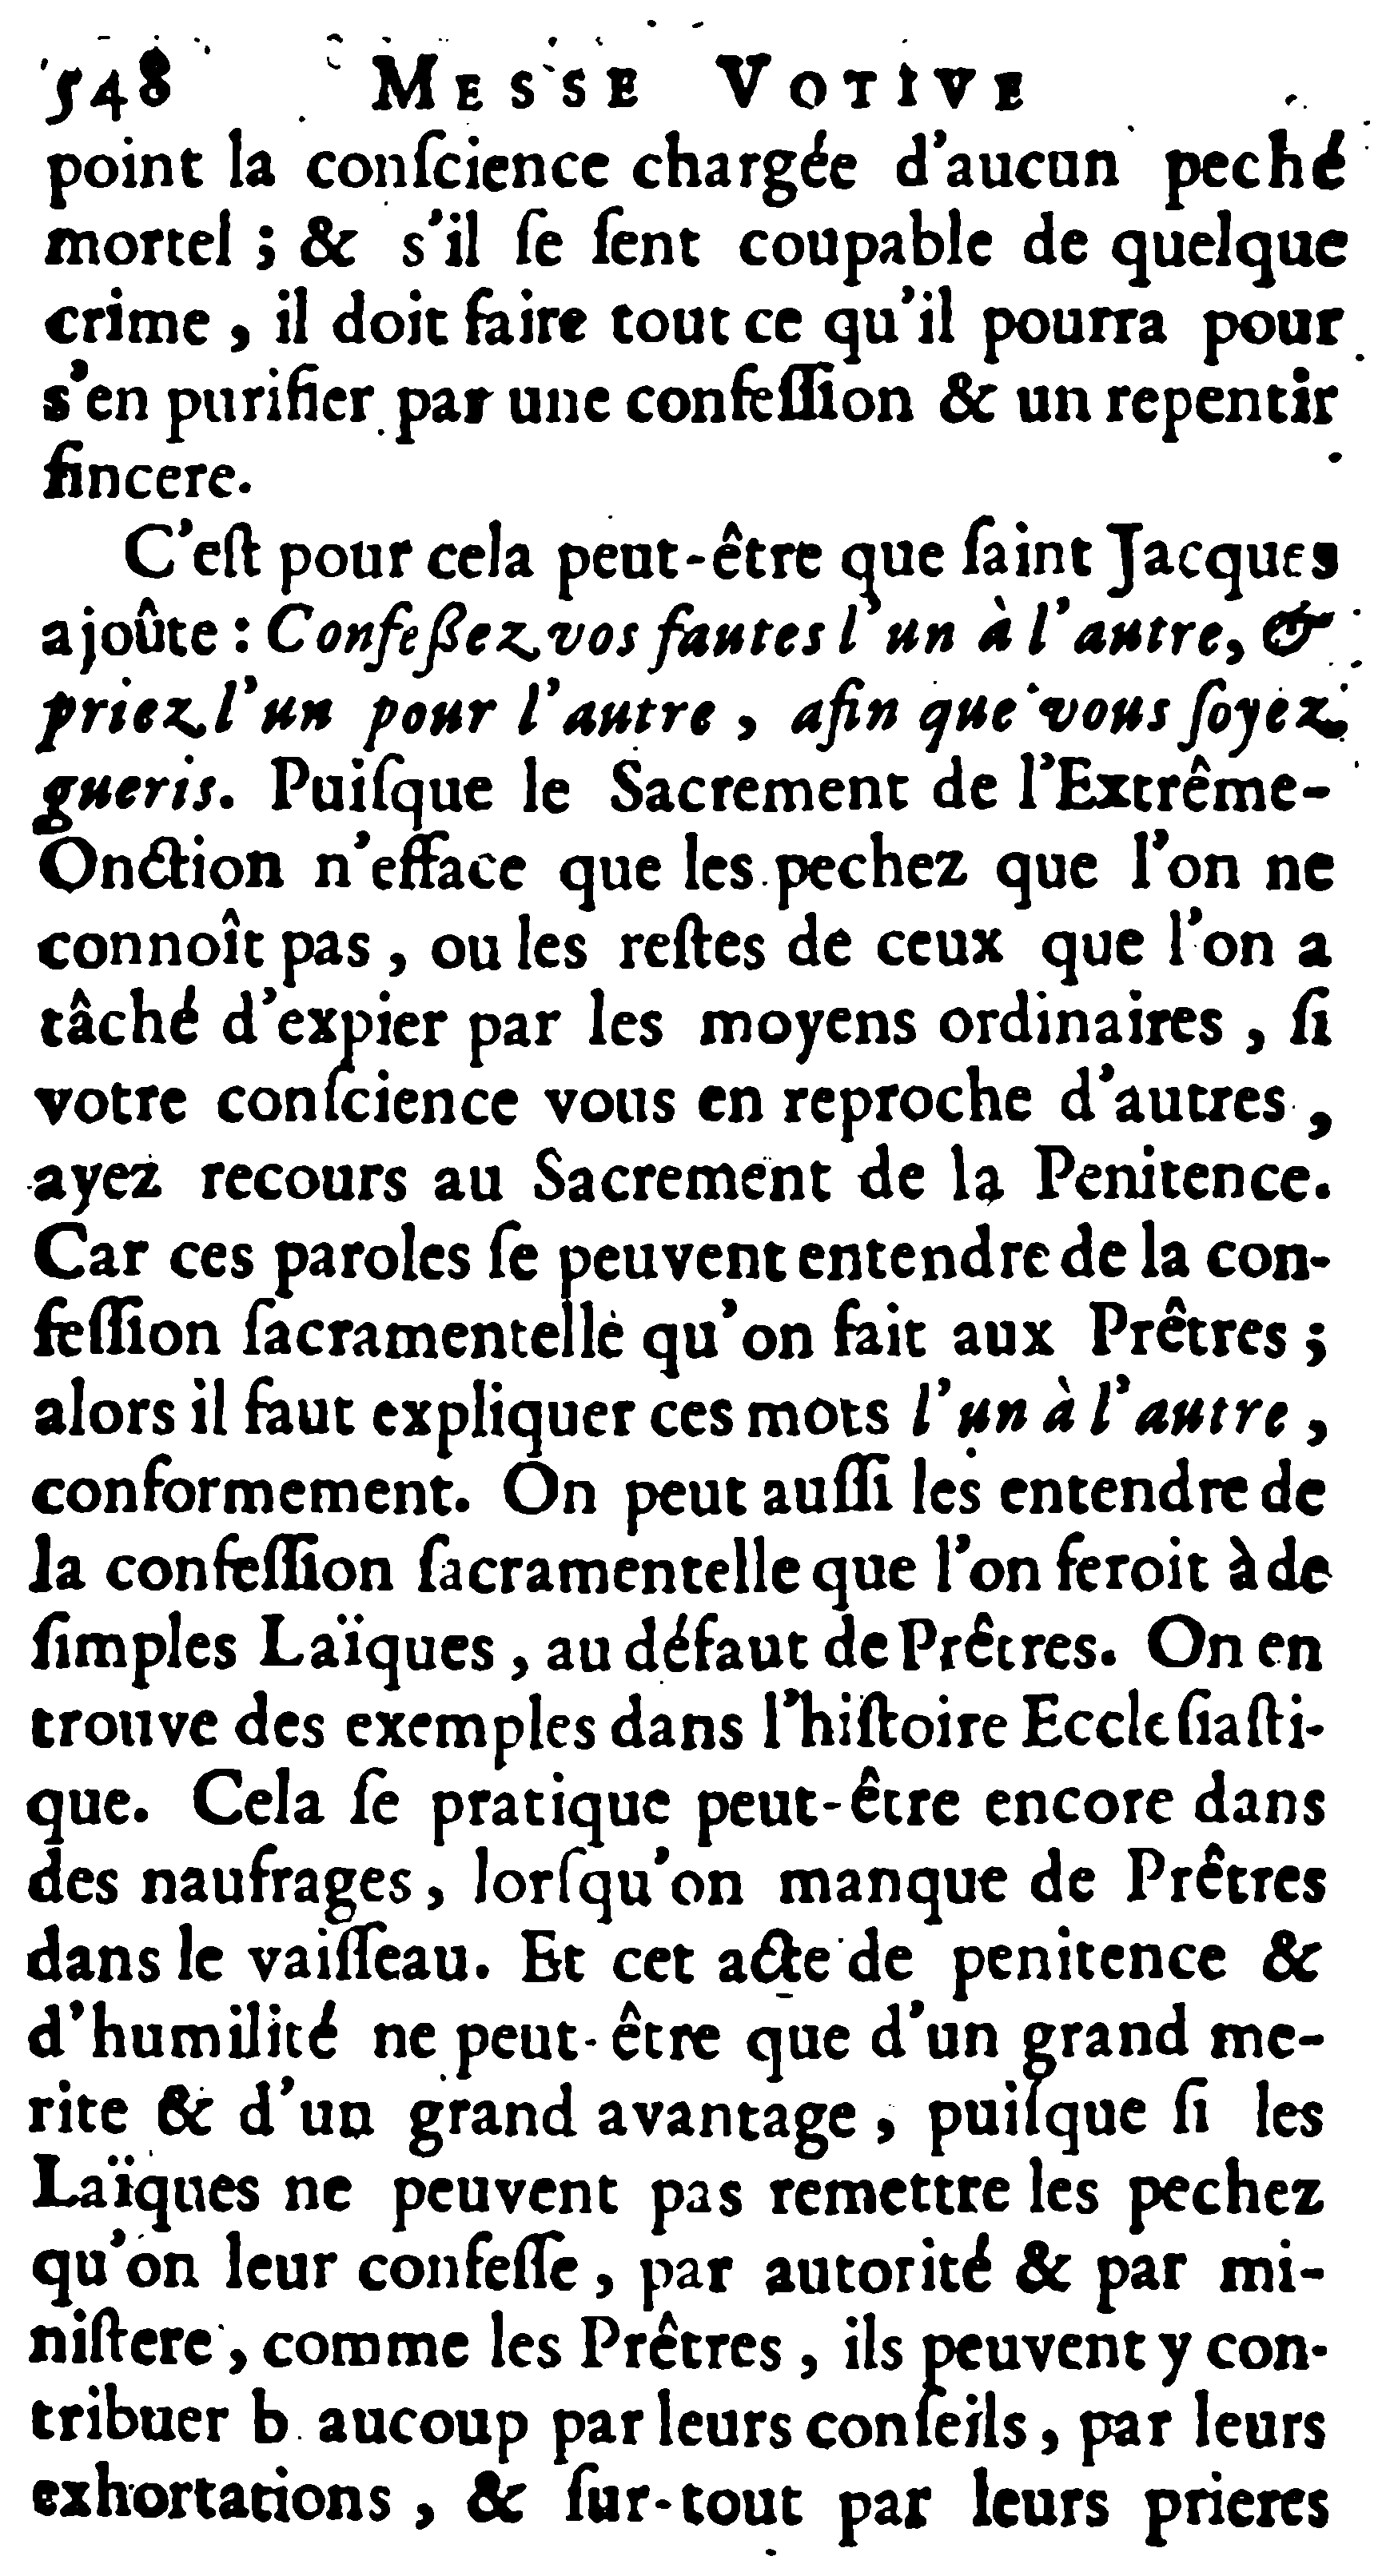 548 MESSE VOTIVE
point la conſcience chargée d'aucun peché
mortel ; & s'il ſe ſent coupable de quelque
crime , il doit faire tout ce qu'il pourra pour
s'en purifier par une confeſſion & un repentir
ſincere.
C'eſt pour cela peut-être que ſaint Jacques
ajoûte : Confeßez vos fautes l'un à l'autre, &
priez l'un pour l'autre , afin que vous ſoyez
gueris. Puiſque le Sacrement de l'Extrême-
Onction n'efface que les pechez que l'on ne
connoît pas , ou les reſtes de ceux que l'on a
tâché d'expier par les moyens ordinaires , ſi
votre conſcience vous en reproche d'autres ,
ayez recours au Sacrement de la Penitence.
Car ces paroles ſe peuvent entendre de la con-
feſſion ſacramentelle qu'on fait aux Prêtres ;
alors il faut expliquer ces mots l'un à l'autre ,
conformement. On peut auſſi les entendre de
la confeſſion ſacramentelle que l'on feroit à de
ſimples Laïques , au défaut de Prêtres. On en
trouve des exemples dans l'hiſtoire Eccleſiaſti-
que. Cela ſe pratique peut-être encore dans
des naufrages , lorſqu'on manque de Prêtres
dans le vaiſſeau. Et cet acte de penitence &
d'humilité ne peut-être que d'un grand me-
rite & d'un grand avantage , puiſque ſi les
Laïques ne peuvent pas remettre les pechez
qu'on leur confeſſe , par autorité & par mi-
niſtere , comme les Prêtres , ils peuvent y con-
tribuer b aucoup par leurs conſeils , par leurs
exhortations , & ſur-tout par leurs prieres